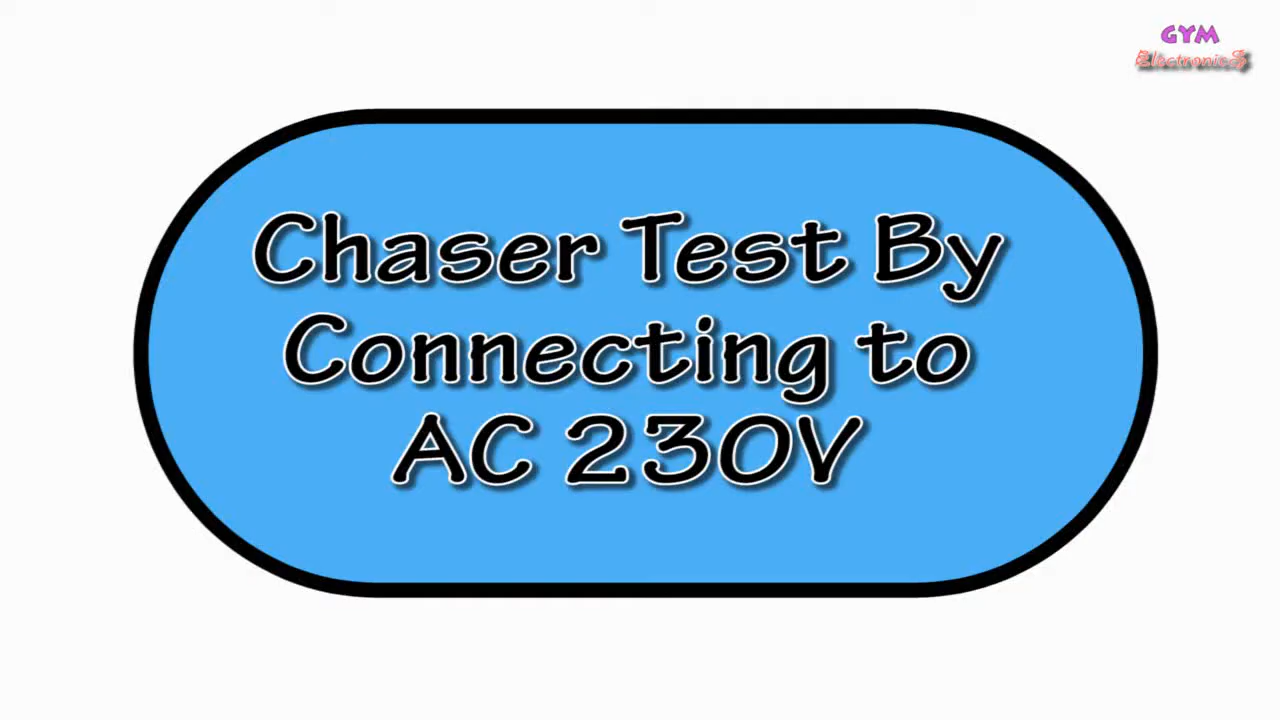 GYM
ElectronicS
Chaser Test By
Connecting to
AC 230V